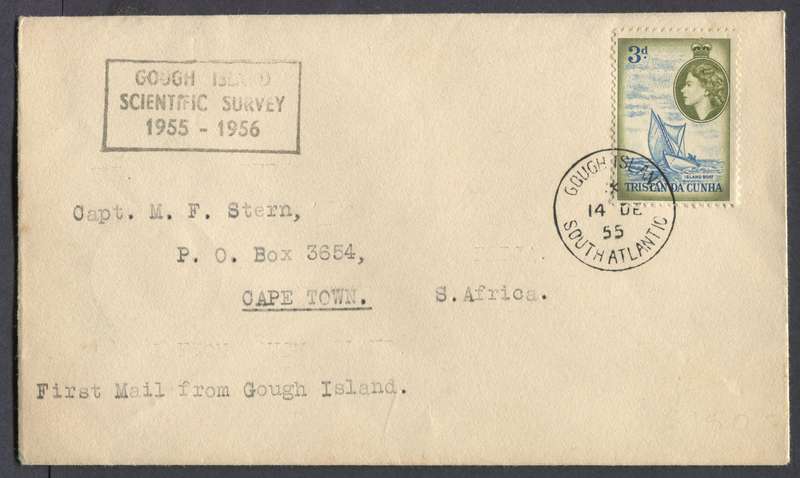 GOUGH ISLAND
SCIENTIFIC SURVEY
1955 - 1956
3d.
ISLAND BOAT
TRISTAN DA CUNHA
GOUGH ISLAND
14 DE
55
SOUTH ATLANTIC
Capt. M. F. Stern,
P. O. Box 3654,
CAPE TOWN. S.Africa.
First Mail from Gough Island.